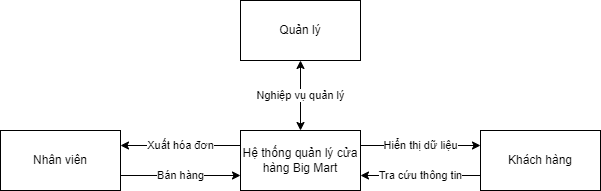 Quản lý
Nghiệp vụ quản lý
Nhân viên
Xuất hóa đơn
Bán hàng
Hệ thống quản lý cửa
hàng Big Mart
Hiển thị dữ liệu
Tra cứu thông tin
Khách hàng